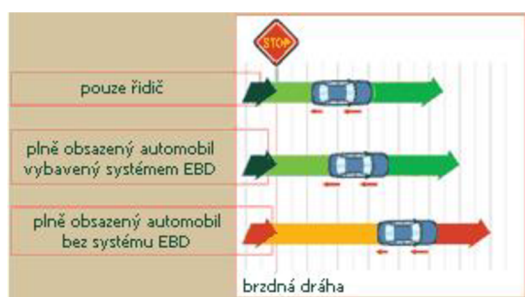 STOP
pouze řidič
plně obsazený automobil
vybavený systémem EBD
plně obsazený automobil
bez systému EBD
brzdná dráha